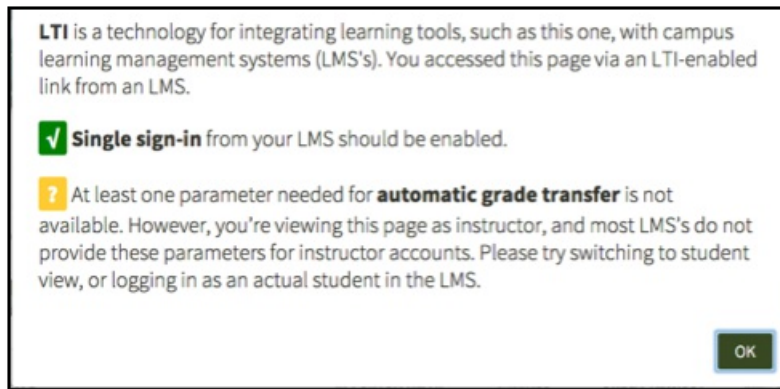 LTI is a technology for integrating learning tools, such as this one, with campus
learning management systems (LMS's). You accessed this page via an LTI-enabled
link from an LMS.
√ Single sign-in from your LMS should be enabled.
? At least one parameter needed for automatic grade transfer is not
available. However, you're viewing this page as instructor, and most LMS's do not
provide these parameters for instructor accounts. Please try switching to student
view, or logging in as an actual student in the LMS.
OK